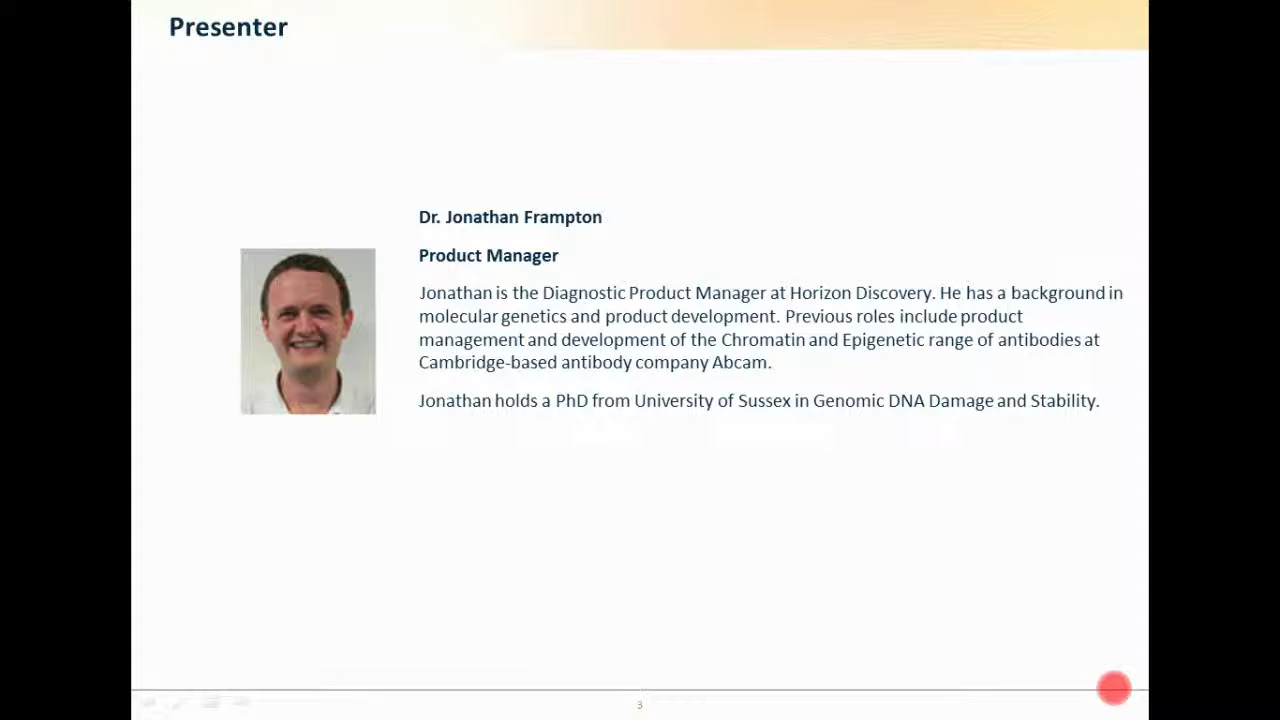 Presenter
Dr. Jonathan Frampton
Product Manager
Jonathan is the Diagnostic Product Manager at Horizon Discovery. He has a background in
molecular genetics and product development. Previous roles include product
management and development of the Chromatin and Epigenetic range of antibodies at
Cambridge-based antibody company Abcam.
Jonathan holds a PhD from University of Sussex in Genomic DNA Damage and Stability.
3